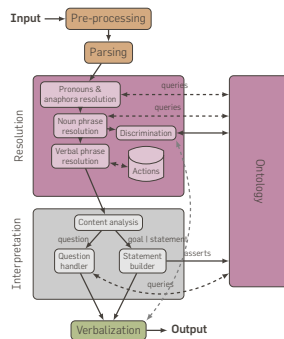 Input
Pre-processing
Parsing
Resolution
Pronouns &
anaphora resolution
queries
queries
Noun phrase
resolution
Discrimination
Verbal phrase
resolution
Actions
Ontology
Interpretation
Content analysis
question
goal | statement
Question
handler
Statement
builder
asserts
queries
Verbalization
Output